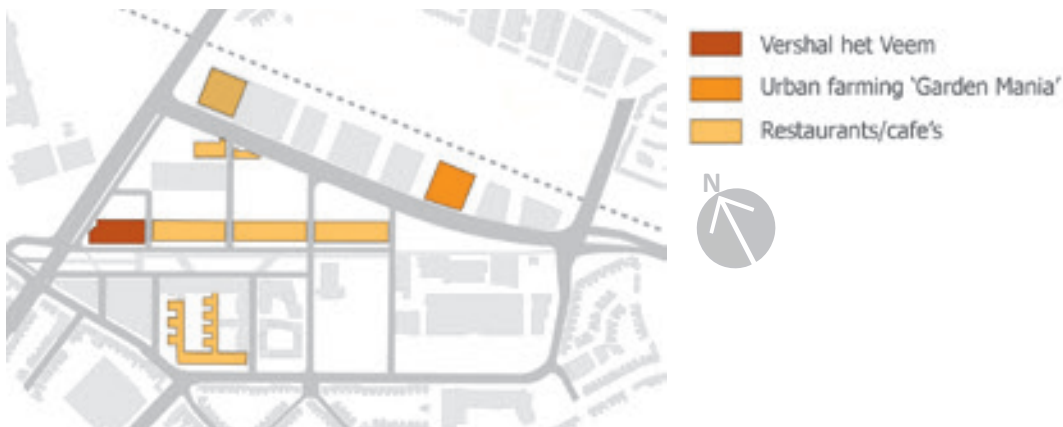 Vershal het Veem
Urban farming 'Garden Mania'
Restaurants/cafe's
N